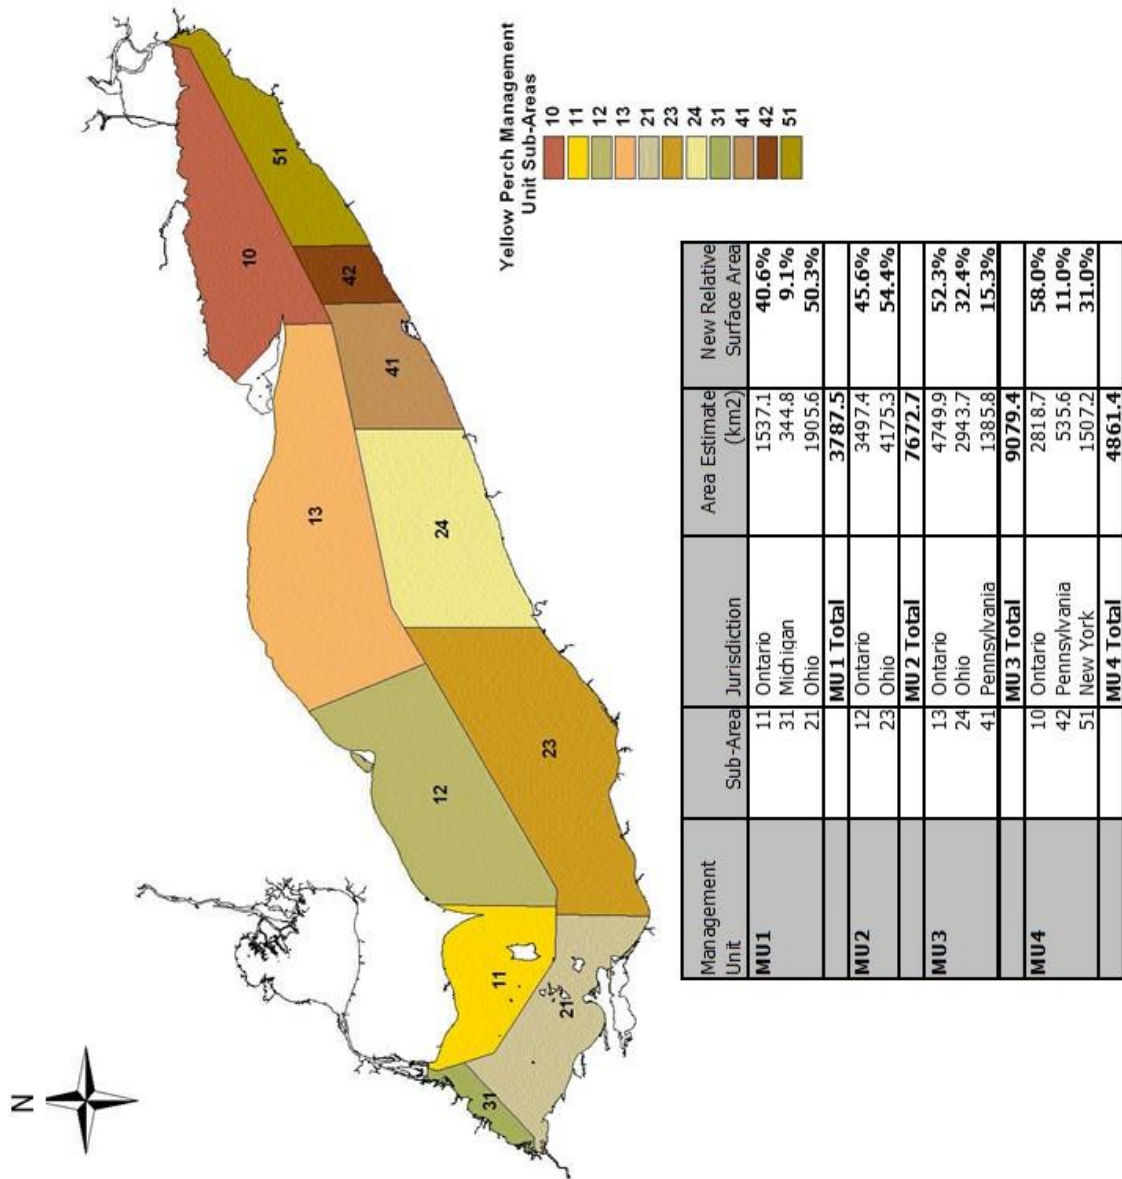 N
10
51
42
13
41
24
12
23
11
31
21
Yellow Perch Management
Unit Sub-Areas
10
11
12
13
21
23
24
31
41
42
51
Management Unit Sub-Area Jurisdiction Area Estimate (km2) New Relative Surface Area
MU1 11 Ontario 1537.1 40.6%
31 Michigan 344.8 9.1%
21 Ohio 1905.6 50.3%
MU1 Total 3787.5
MU2 12 Ontario 3497.4 45.6%
23 Ohio 4175.3 54.4%
MU2 Total 7672.7
MU3 13 Ontario 4749.9 52.3%
24 Ohio 2943.7 32.4%
41 Pennsylvania 1385.8 15.3%
MU3 Total 9079.4
MU4 10 Ontario 2818.7 58.0%
42 Pennsylvania 535.6 11.0%
51 New York 1507.2 31.0%
MU4 Total 4861.4